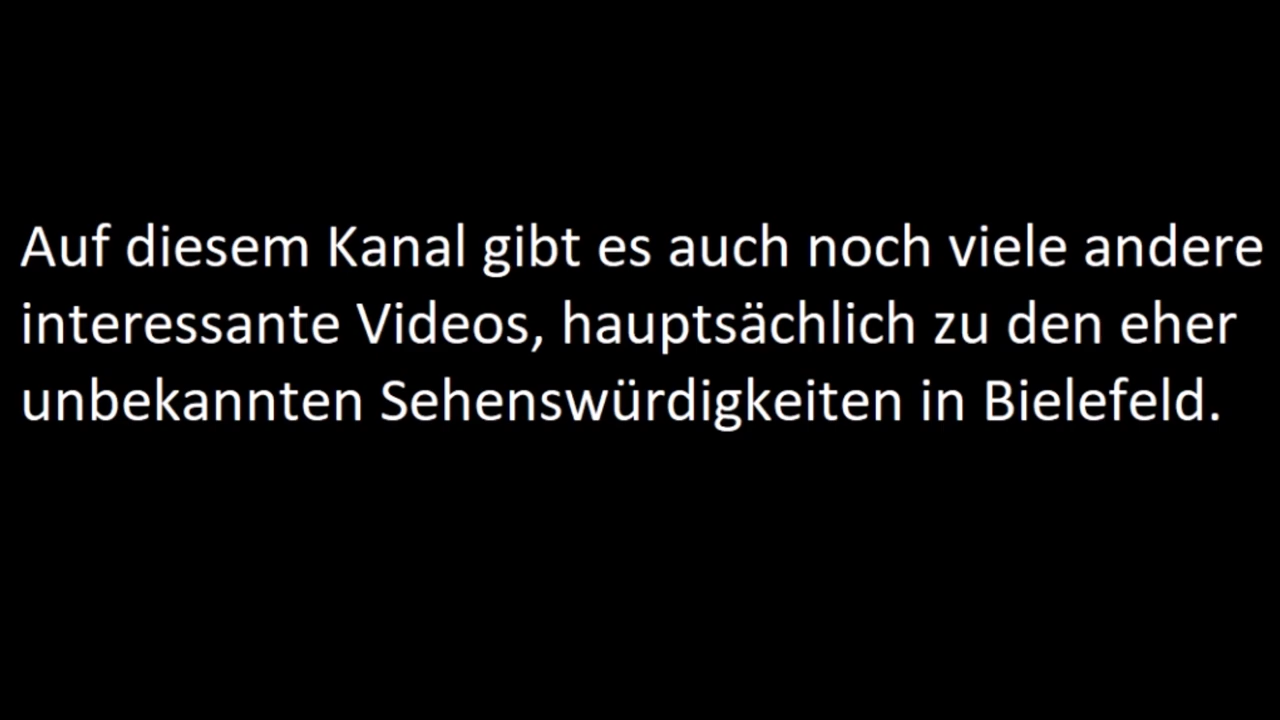 Auf diesem Kanal gibt es auch noch viele andere
interessante Videos, hauptsächlich zu den eher
unbekannten Sehenswürdigkeiten in Bielefeld.